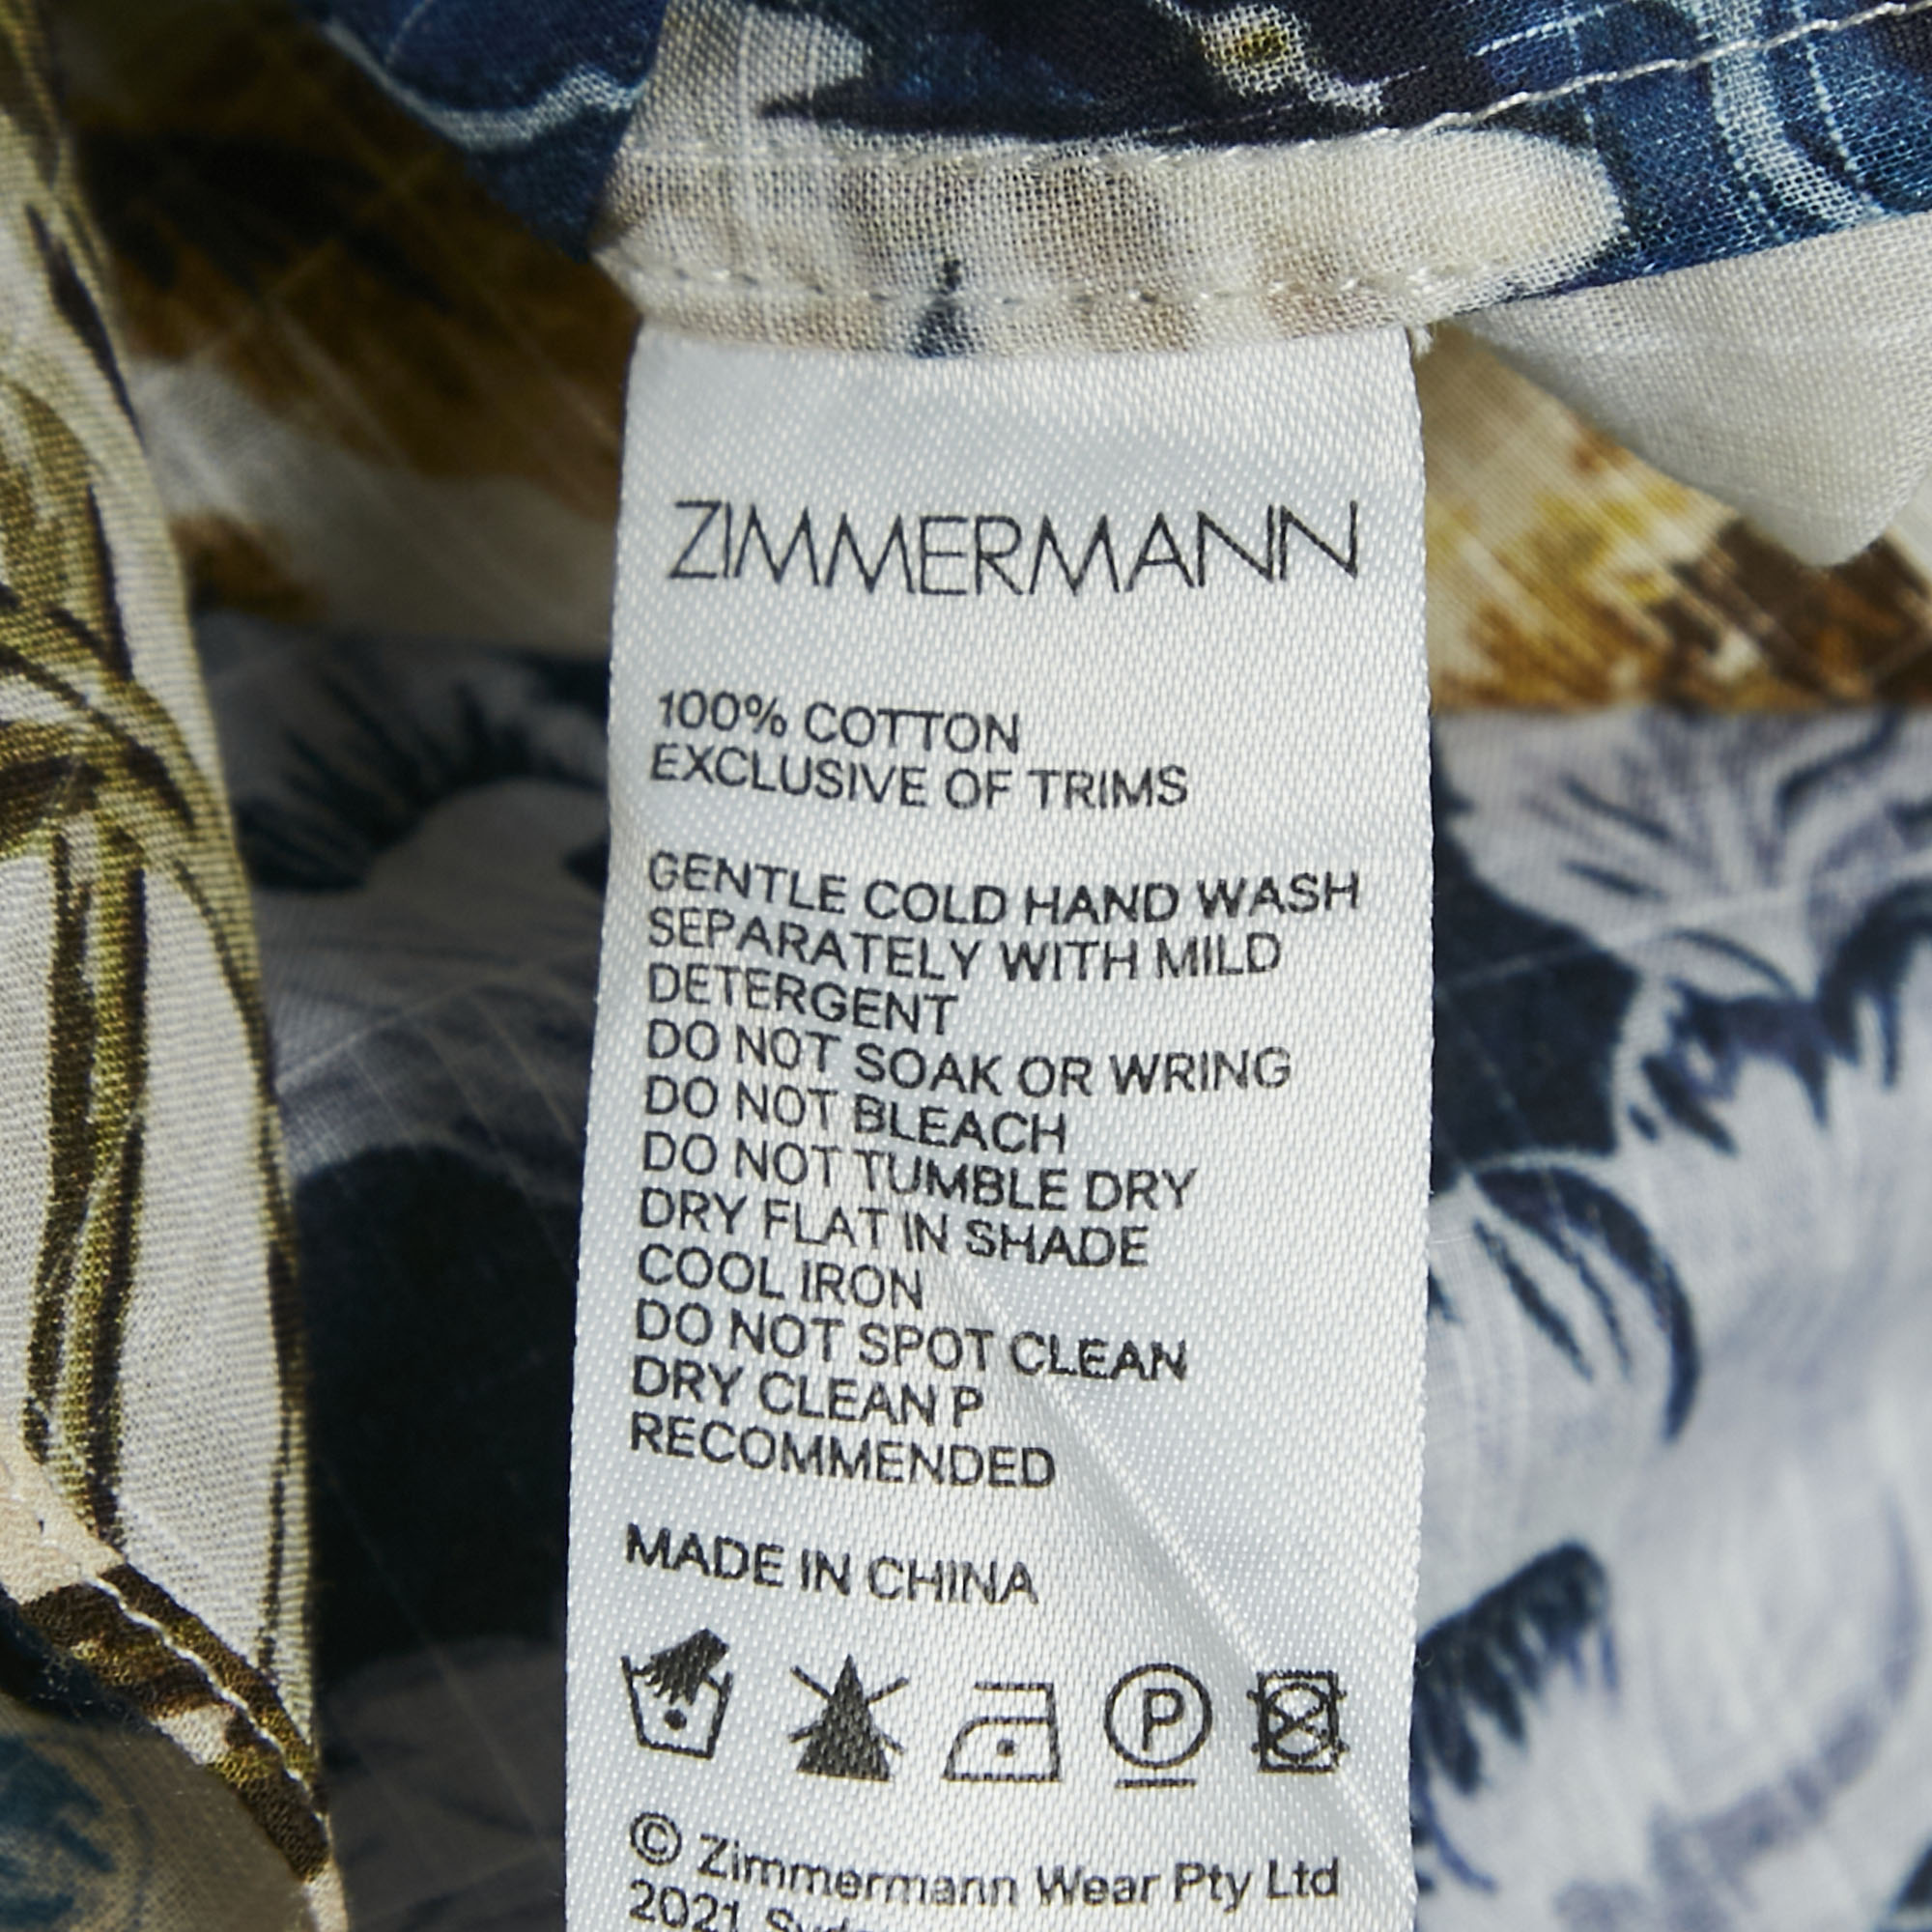 ZIMMERMANN
100% COTTON
EXCLUSIVE OF TRIMS
GENTLE COLD HAND WASH
SEPARATELY WITH MILD
DETERGENT
DO NOT SOAK OR WRING
DO NOT BLEACH
DO NOT TUMBLE DRY
DRY FLAT IN SHADE
COOL IRON
DO NOT SPOT CLEAN
DRY CLEAN P
RECOMMENDED
MADE IN CHINA
P
© Zimmermann Wear Pty Ltd
2021